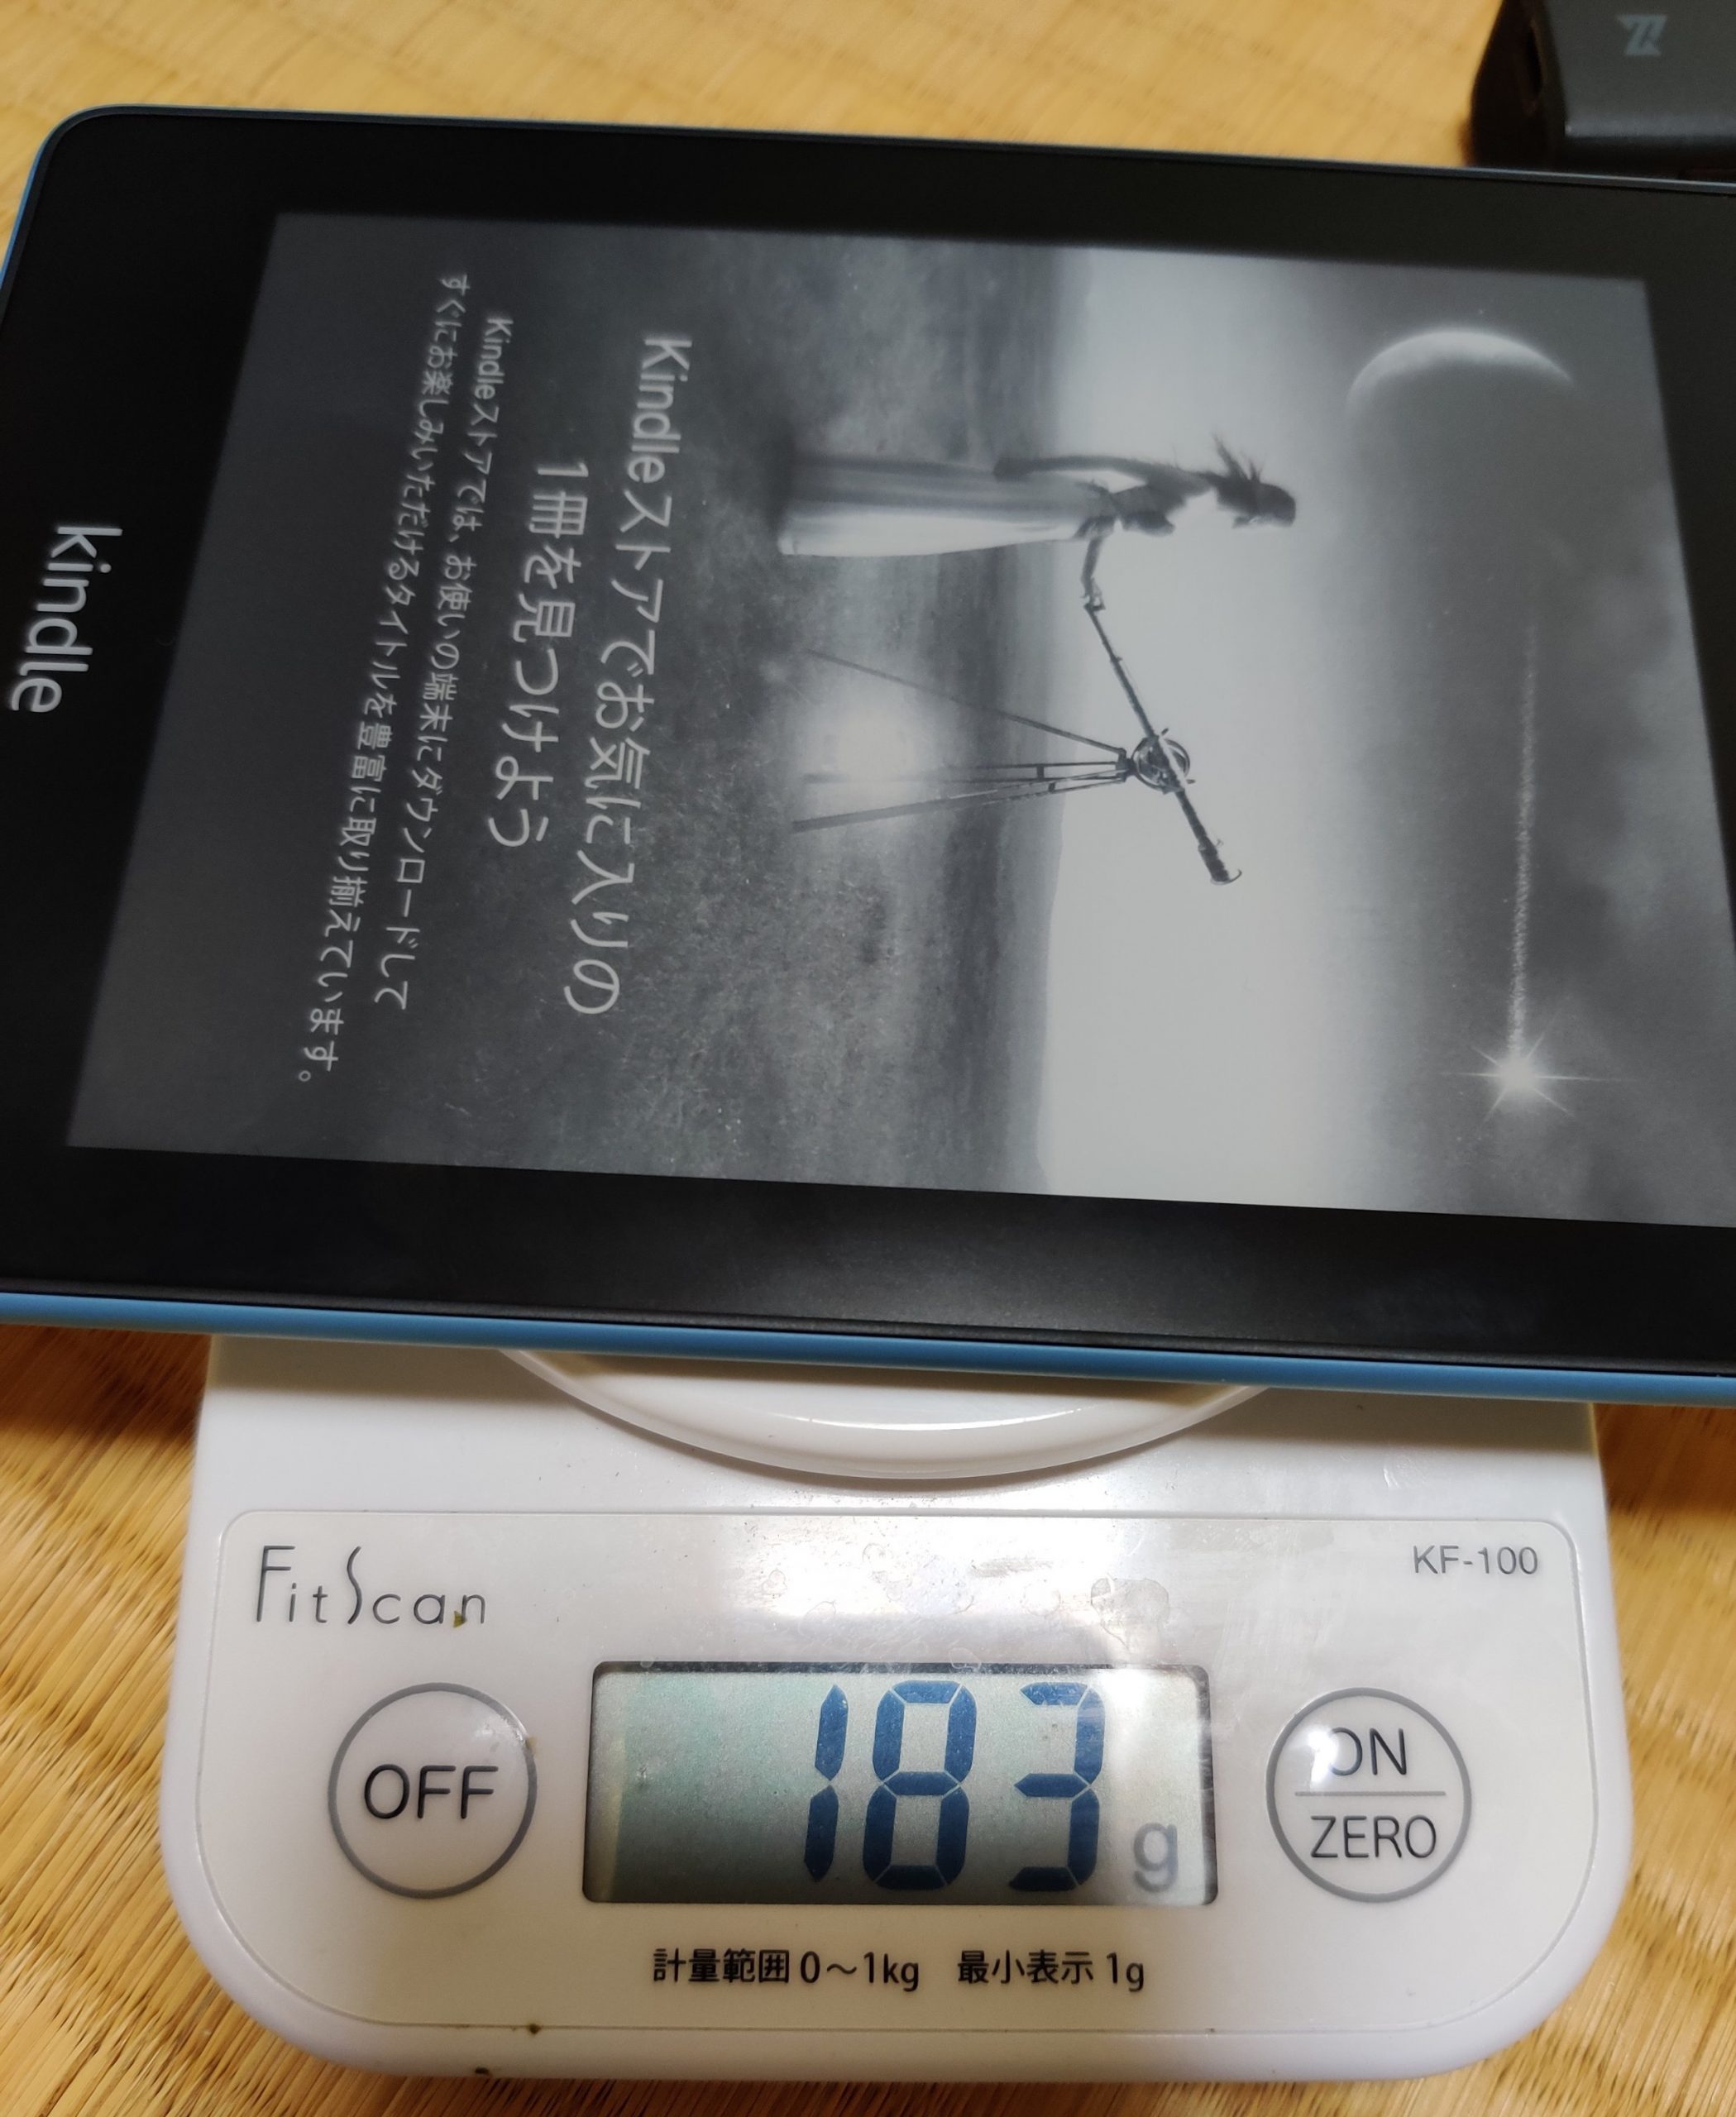 Kindleストアでお気に入りの
1冊を見つけよう
Kindleストアでは、お使いの端末にダウンロードして
すぐにお楽しみいただけるタイトルを豊富に取り揃えています。
kindle
FitScan
KF-100
OFF
183 g
ON
ZERO
計量範囲 0～1kg 最小表示 1g